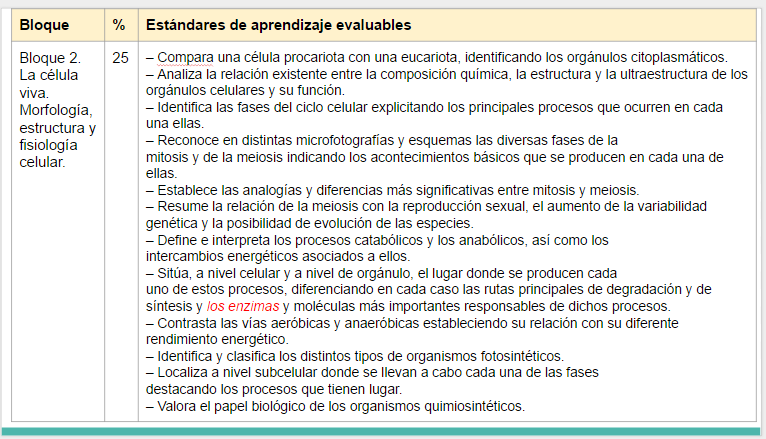 Bloque % Estándares de aprendizaje evaluables
Bloque 2.
La célula
viva.
Morfología,
estructura y
fisiología
celular.
25
– Compara una célula procariota con una eucariota, identificando los orgánulos citoplasmáticos.
– Analiza la relación existente entre la composición química, la estructura y la ultraestructura de los
orgánulos celulares y su función.
– Identifica las fases del ciclo celular explicitando los principales procesos que ocurren en cada
una ellas.
– Reconoce en distintas microfotografías y esquemas las diversas fases de la
mitosis y de la meiosis indicando los acontecimientos básicos que se producen en cada una de
ellas.
– Establece las analogías y diferencias más significativas entre mitosis y meiosis.
– Resume la relación de la meiosis con la reproducción sexual, el aumento de la variabilidad
genética y la posibilidad de evolución de las especies.
– Define e interpreta los procesos catabólicos y los anabólicos, así como los
intercambios energéticos asociados a ellos.
– Sitúa, a nivel celular y a nivel de orgánulo, el lugar donde se producen cada
uno de estos procesos, diferenciando en cada caso las rutas principales de degradación y de
síntesis y los enzimas y moléculas más importantes responsables de dichos procesos.
– Contrasta las vías aeróbicas y anaeróbicas estableciendo su relación con su diferente
rendimiento energético.
– Identifica y clasifica los distintos tipos de organismos fotosintéticos.
– Localiza a nivel subcelular donde se llevan a cabo cada una de las fases
destacando los procesos que tienen lugar.
– Valora el papel biológico de los organismos quimiosintéticos.